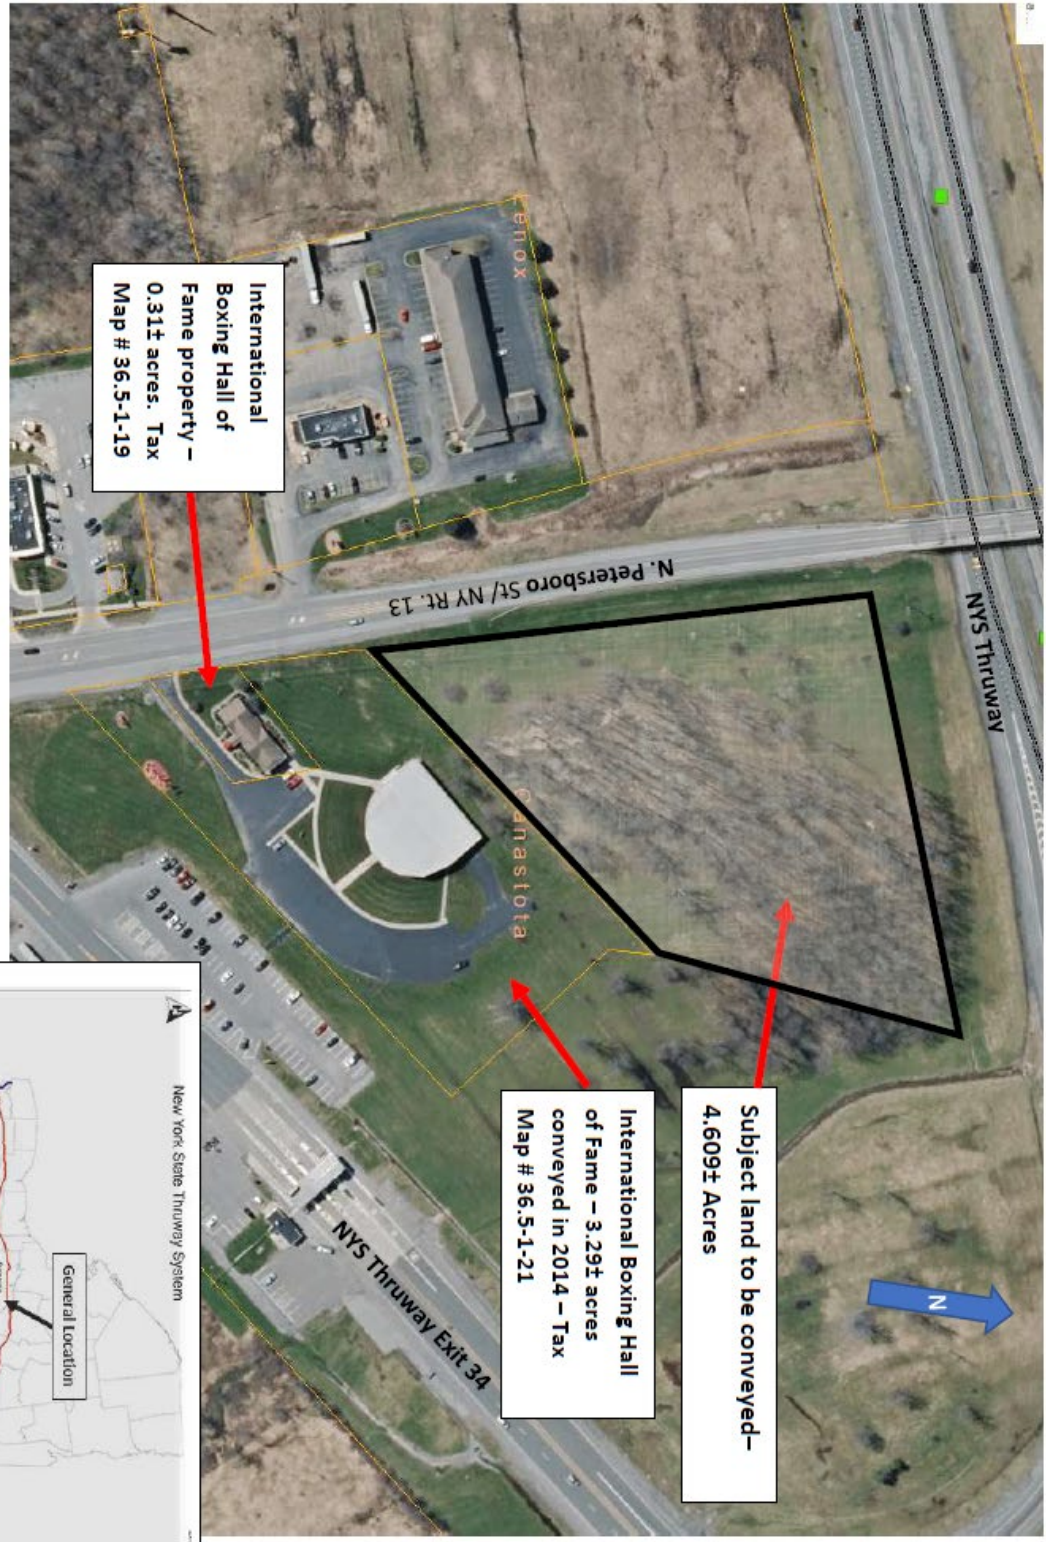 NYS Thruway
N. Petersboro St/ NY Rt. 13
Lenox
Canastota
International
Boxing Hall of
Fame property –
0.31± acres. Tax
Map # 36.5-1-19
Subject land to be conveyed–
4.609± Acres
International Boxing Hall
of Fame – 3.29± acres
conveyed in 2014 – Tax
Map # 36.5-1-21
N
NYS Thruway Exit 34
New York State Thruway System
General Location